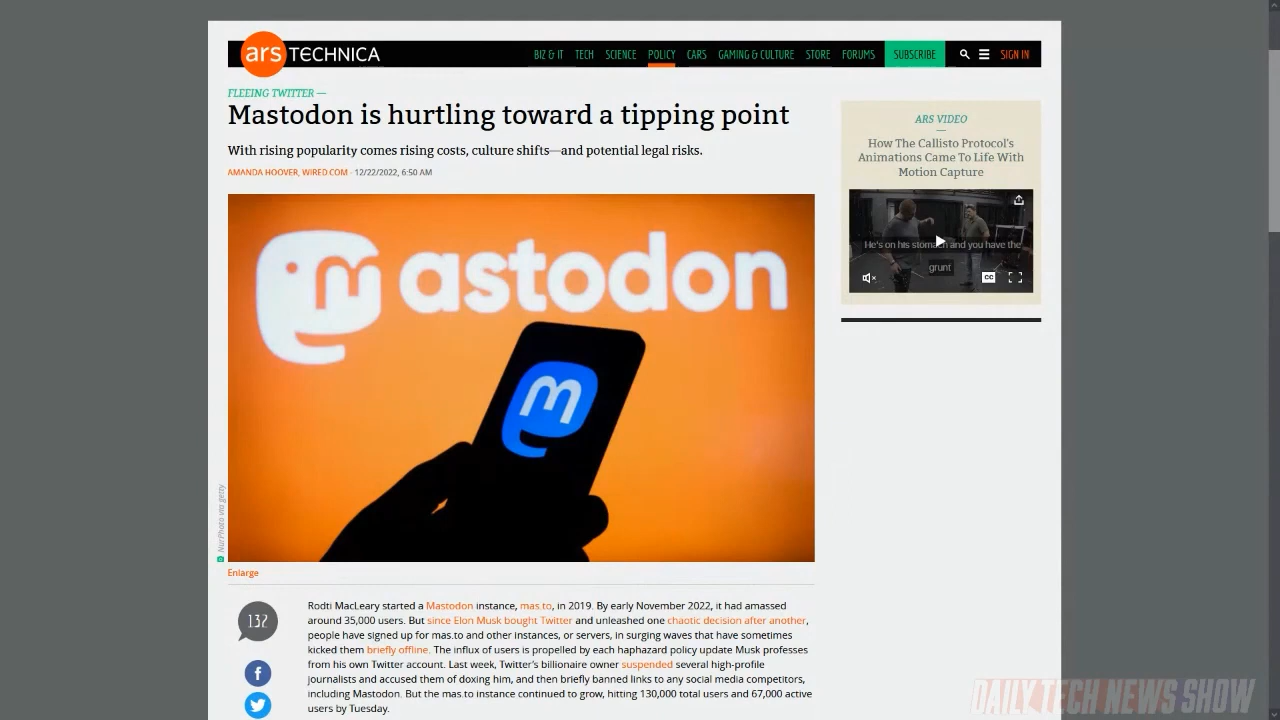 ars TECHNICA
BIZ & IT TECH SCIENCE POLICY CARS GAMING & CULTURE STORE FORUMS SUBSCRIBE SIGN IN
FLEEING TWITTER —
Mastodon is hurtling toward a tipping point
With rising popularity comes rising costs, culture shifts—and potential legal risks.
AMANDA HOOVER, WIRED.COM - 12/22/2022, 6:50 AM
mastodon
m
NurPhoto via getty
Enlarge
132
Rodti MacLeary started a Mastodon instance, mas.to, in 2019. By early November 2022, it had amassed
around 35,000 users. But since Elon Musk bought Twitter and unleashed one chaotic decision after another,
people have signed up for mas.to and other instances, or servers, in surging waves that have sometimes
kicked them briefly offline. The influx of users is propelled by each haphazard policy update Musk professes
from his own Twitter account. Last week, Twitter's billionaire owner suspended several high-profile
journalists and accused them of doxing him, and then briefly banned links to any social media competitors,
including Mastodon. But the mas.to instance continued to grow, hitting 130,000 total users and 67,000 active
users by Tuesday.
ARS VIDEO
How The Callisto Protocol's
Animations Came To Life With
Motion Capture
He's on his stomach and you have the
grunt
CC
DAILY TECH NEWS SHOW